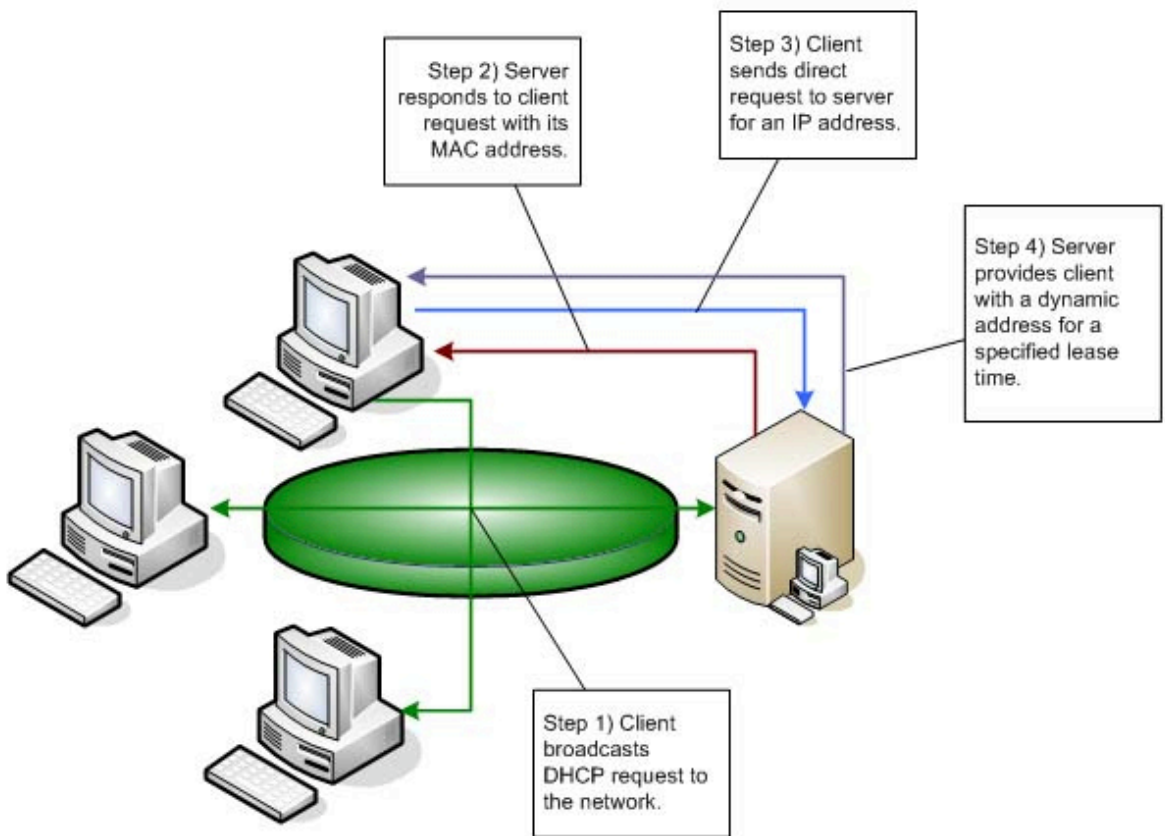 Step 2) Server
responds to client
request with its
MAC address.
Step 3) Client
sends direct
request to server
for an IP address.
Step 4) Server
provides client
with a dynamic
address for a
specified lease
time.
Step 1) Client
broadcasts
DHCP request to
the network.